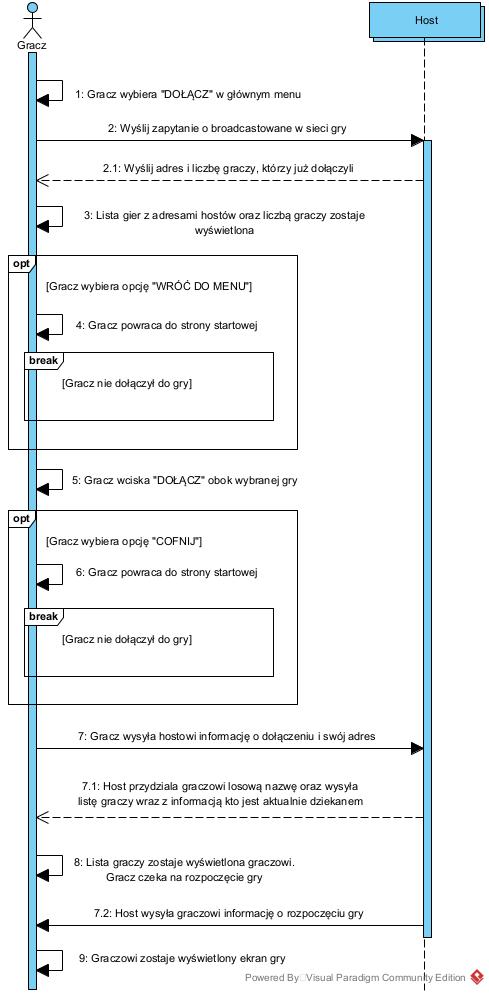 Host
Gracz
1: Gracz wybiera "DOŁĄCZ" w głównym menu
2: Wyślij zapytanie o broadcastowane w sieci gry
2.1: Wyślij adres i liczbę graczy, którzy już dołączyli
3: Lista gier z adresami hostów oraz liczbą graczy zostaje
wyświetlona
opt
[Gracz wybiera opcję "WRÓĆ DO MENU"]
4: Gracz powraca do strony startowej
break
[Gracz nie dołączył do gry]
5: Gracz wciska "DOŁĄCZ" obok wybranej gry
opt
[Gracz wybiera opcję "COFNIJ"]
6: Gracz powraca do strony startowej
break
[Gracz nie dołączył do gry]
7: Gracz wysyła hostowi informację o dołączeniu i swój adres
7.1: Host przydziala graczowi losową nazwę oraz wysyła
listę graczy wraz z informacją kto jest aktualnie dziekanem
8: Lista graczy zostaje wyświetlona graczowi.
Gracz czeka na rozpoczęcie gry
7.2: Host wysyła graczowi informację o rozpoczęciu gry
9: Graczowi zostaje wyświetlony ekran gry
Powered By Visual Paradigm Community Edition